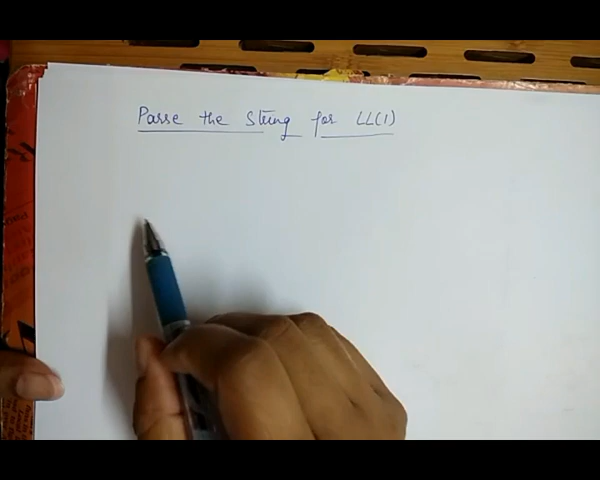 Parse the string for LL(1)